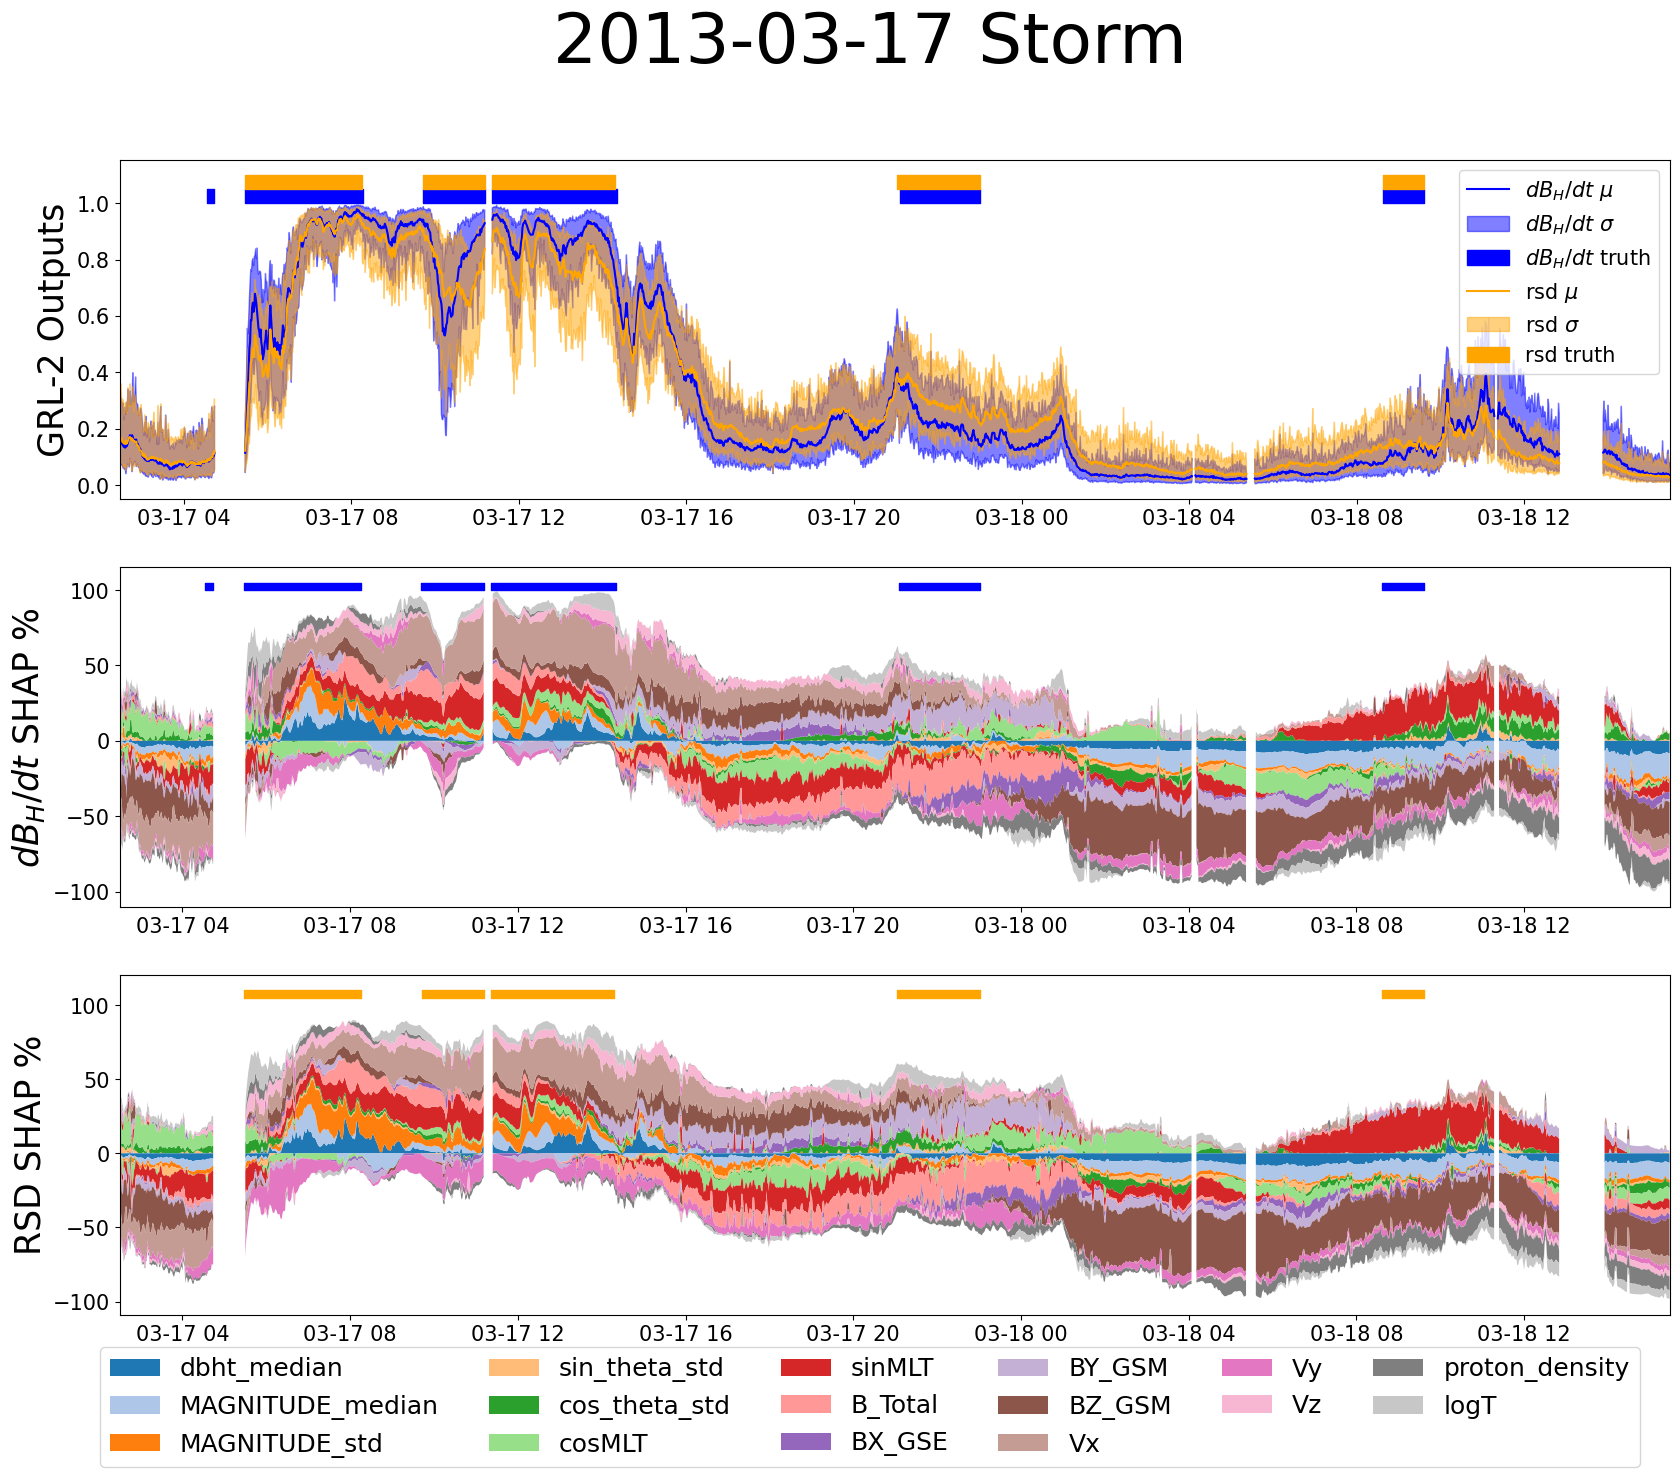 2013-03-17 Storm
GRL-2 Outputs
1.0
0.8
0.6
0.4
0.2
0.0
dB_H/dt μ
dB_H/dt σ
dB_H/dt truth
rsd μ
rsd σ
rsd truth
03-17 04 03-17 08 03-17 12 03-17 16 03-17 20 03-18 00 03-18 04 03-18 08 03-18 12
dB_H/dt SHAP %
100
50
0
−50
−100
03-17 04 03-17 08 03-17 12 03-17 16 03-17 20 03-18 00 03-18 04 03-18 08 03-18 12
RSD SHAP %
100
50
0
−50
−100
03-17 04 03-17 08 03-17 12 03-17 16 03-17 20 03-18 00 03-18 04 03-18 08 03-18 12
dbht_median sin_theta_std sinMLT BY_GSM Vy proton_density
MAGNITUDE_median cos_theta_std B_Total BZ_GSM Vz logT
MAGNITUDE_std cosMLT BX_GSE Vx